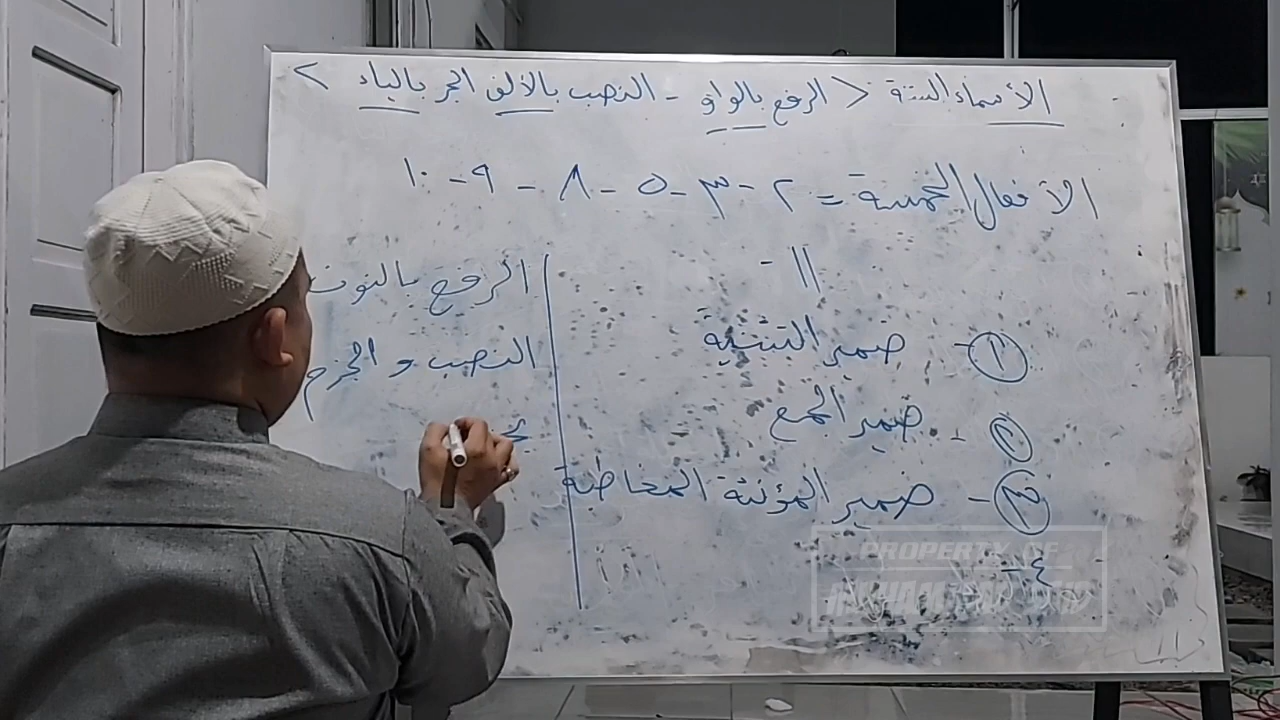 الأسماء الستة < الرفع بالواو - النصب بالألف الجر بالياء >
الأفعال الخمسة = ٢ - ٣ - ٥ - ٨ - ٩ - ١٠
١ - ضمير التثنية
٢ - ضمير الجمع
٣ - ضمير المؤنثة المخاطبة
٤ -
الرفع بالنون
النصب و الجزم
PROPERTY OF